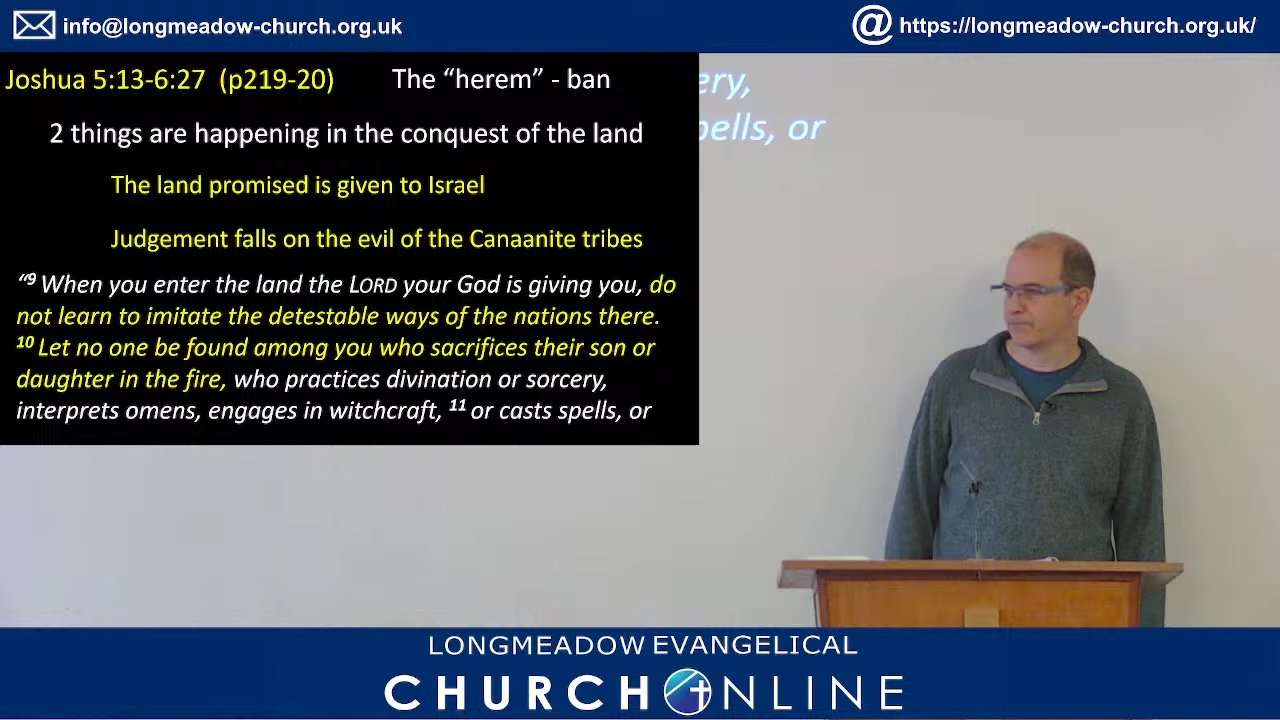 info@longmeadow-church.org.uk
@ https://longmeadow-church.org.uk/
Joshua 5:13-6:27 (p219-20) The “herem” - ban
2 things are happening in the conquest of the land
The land promised is given to Israel
Judgement falls on the evil of the Canaanite tribes
“9 When you enter the land the LORD your God is giving you, do
not learn to imitate the detestable ways of the nations there.
10 Let no one be found among you who sacrifices their son or
daughter in the fire, who practices divination or sorcery,
interprets omens, engages in witchcraft, 11 or casts spells, or
ery,
pells, or
LONGMEADOW EVANGELICAL
CHURCH ONLINE